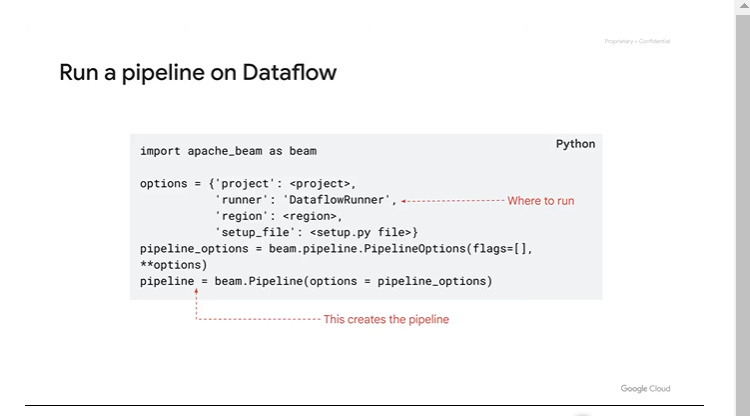 Proprietary + Confidential
Run a pipeline on Dataflow
Python
import apache_beam as beam
options = {'project': <project>,
'runner': 'DataflowRunner',
Where to run
'region': <region>,
'setup_file': <setup.py file>}
pipeline_options = beam.pipeline.PipelineOptions(flags=[],
**options)
pipeline = beam.Pipeline(options = pipeline_options)
This creates the pipeline
Google Cloud